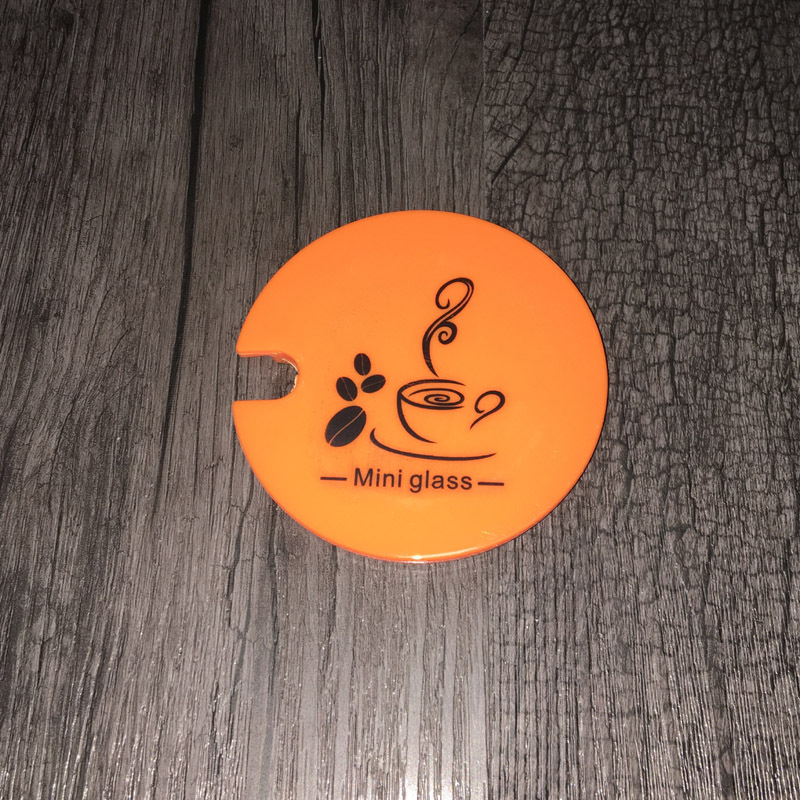 — Mini glass —